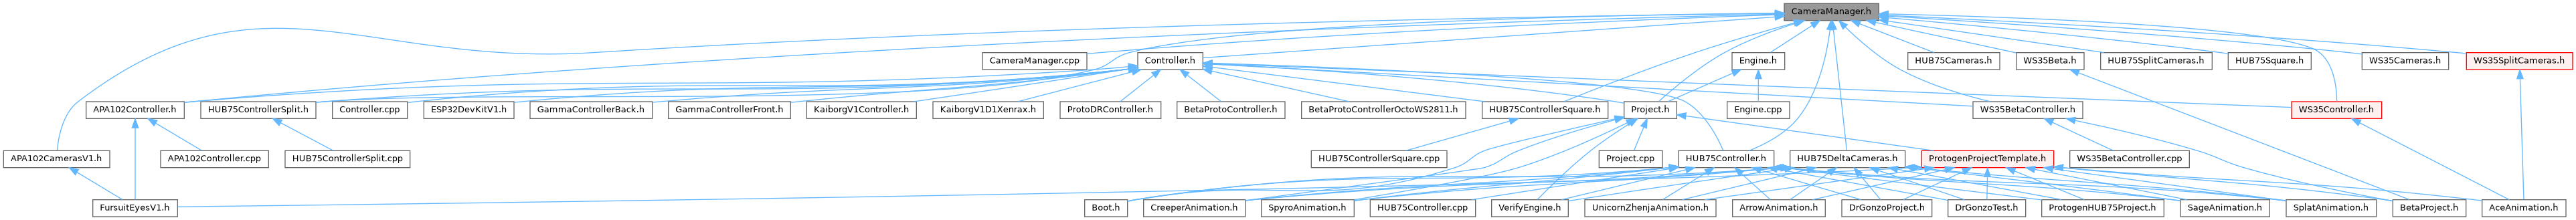 CameraManager.h
CameraManager.cpp
Controller.h
Engine.h
HUB75Cameras.h
WS35Beta.h
HUB75SplitCameras.h
HUB75Square.h
WS35Cameras.h
WS35SplitCameras.h
APA102Controller.h
HUB75ControllerSplit.h
Controller.cpp
ESP32DevKitV1.h
GammaControllerBack.h
GammaControllerFront.h
KaiborgV1Controller.h
KaiborgV1D1Xenrax.h
ProtoDRController.h
BetaProtoController.h
BetaProtoControllerOctoWS2811.h
HUB75ControllerSquare.h
Project.h
Engine.cpp
WS35BetaController.h
WS35Controller.h
APA102CamerasV1.h
APA102Controller.cpp
HUB75ControllerSplit.cpp
HUB75ControllerSquare.cpp
Project.cpp
HUB75Controller.h
HUB75DeltaCameras.h
ProtogenProjectTemplate.h
WS35BetaController.cpp
FursuitEyesV1.h
Boot.h
CreeperAnimation.h
SpyroAnimation.h
HUB75Controller.cpp
VerifyEngine.h
UnicornZhenjaAnimation.h
ArrowAnimation.h
DrGonzoProject.h
DrGonzoTest.h
ProtogenHUB75Project.h
SageAnimation.h
SplatAnimation.h
BetaProject.h
AceAnimation.h